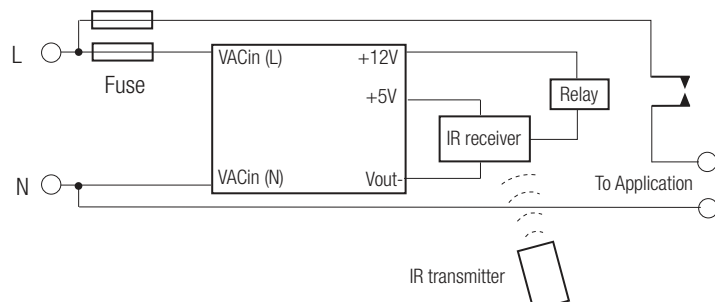 L
Fuse
VACin (L)
+12V
+5V
Relay
IR receiver
VACin (N)
Vout-
N
To Application
IR transmitter